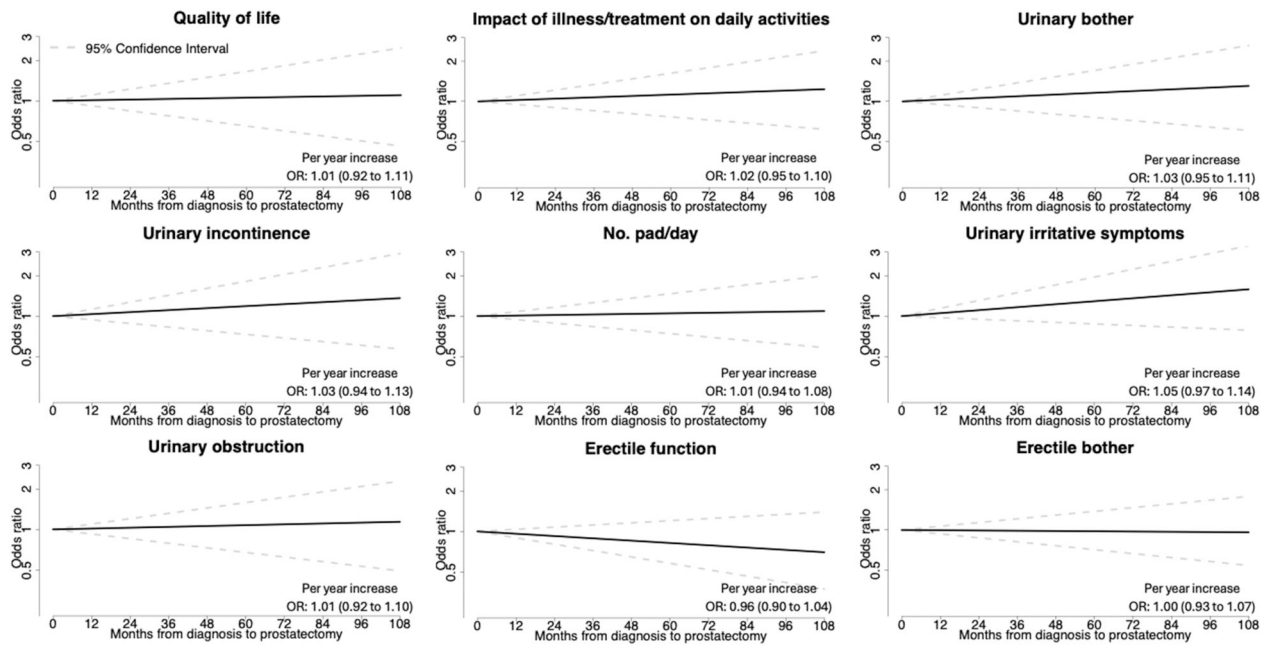 Quality of life
3
2
1
0.5
Odds ratio
95% Confidence Interval
Per year increase
OR: 1.01 (0.92 to 1.11)
0 12 24 36 48 60 72 84 96 108
Months from diagnosis to prostatectomy
Impact of illness/treatment on daily activities
3
2
1
0.5
Odds ratio
Per year increase
OR: 1.02 (0.95 to 1.10)
0 12 24 36 48 60 72 84 96 108
Months from diagnosis to prostatectomy
Urinary bother
3
2
1
0.5
Odds ratio
Per year increase
OR: 1.03 (0.95 to 1.11)
0 12 24 36 48 60 72 84 96 108
Months from diagnosis to prostatectomy
Urinary incontinence
3
2
1
0.5
Odds ratio
Per year increase
OR: 1.03 (0.94 to 1.13)
0 12 24 36 48 60 72 84 96 108
Months from diagnosis to prostatectomy
No. pad/day
3
2
1
0.5
Odds ratio
Per year increase
OR: 1.01 (0.94 to 1.08)
0 12 24 36 48 60 72 84 96 108
Months from diagnosis to prostatectomy
Urinary irritative symptoms
3
2
1
0.5
Odds ratio
Per year increase
OR: 1.05 (0.97 to 1.14)
0 12 24 36 48 60 72 84 96 108
Months from diagnosis to prostatectomy
Urinary obstruction
3
2
1
0.5
Odds ratio
Per year increase
OR: 1.01 (0.92 to 1.10)
0 12 24 36 48 60 72 84 96 108
Months from diagnosis to prostatectomy
Erectile function
3
2
1
0.5
Odds ratio
Per year increase
OR: 0.96 (0.90 to 1.04)
0 12 24 36 48 60 72 84 96 108
Months from diagnosis to prostatectomy
Erectile bother
3
2
1
0.5
Odds ratio
Per year increase
OR: 1.00 (0.93 to 1.07)
0 12 24 36 48 60 72 84 96 108
Months from diagnosis to prostatectomy